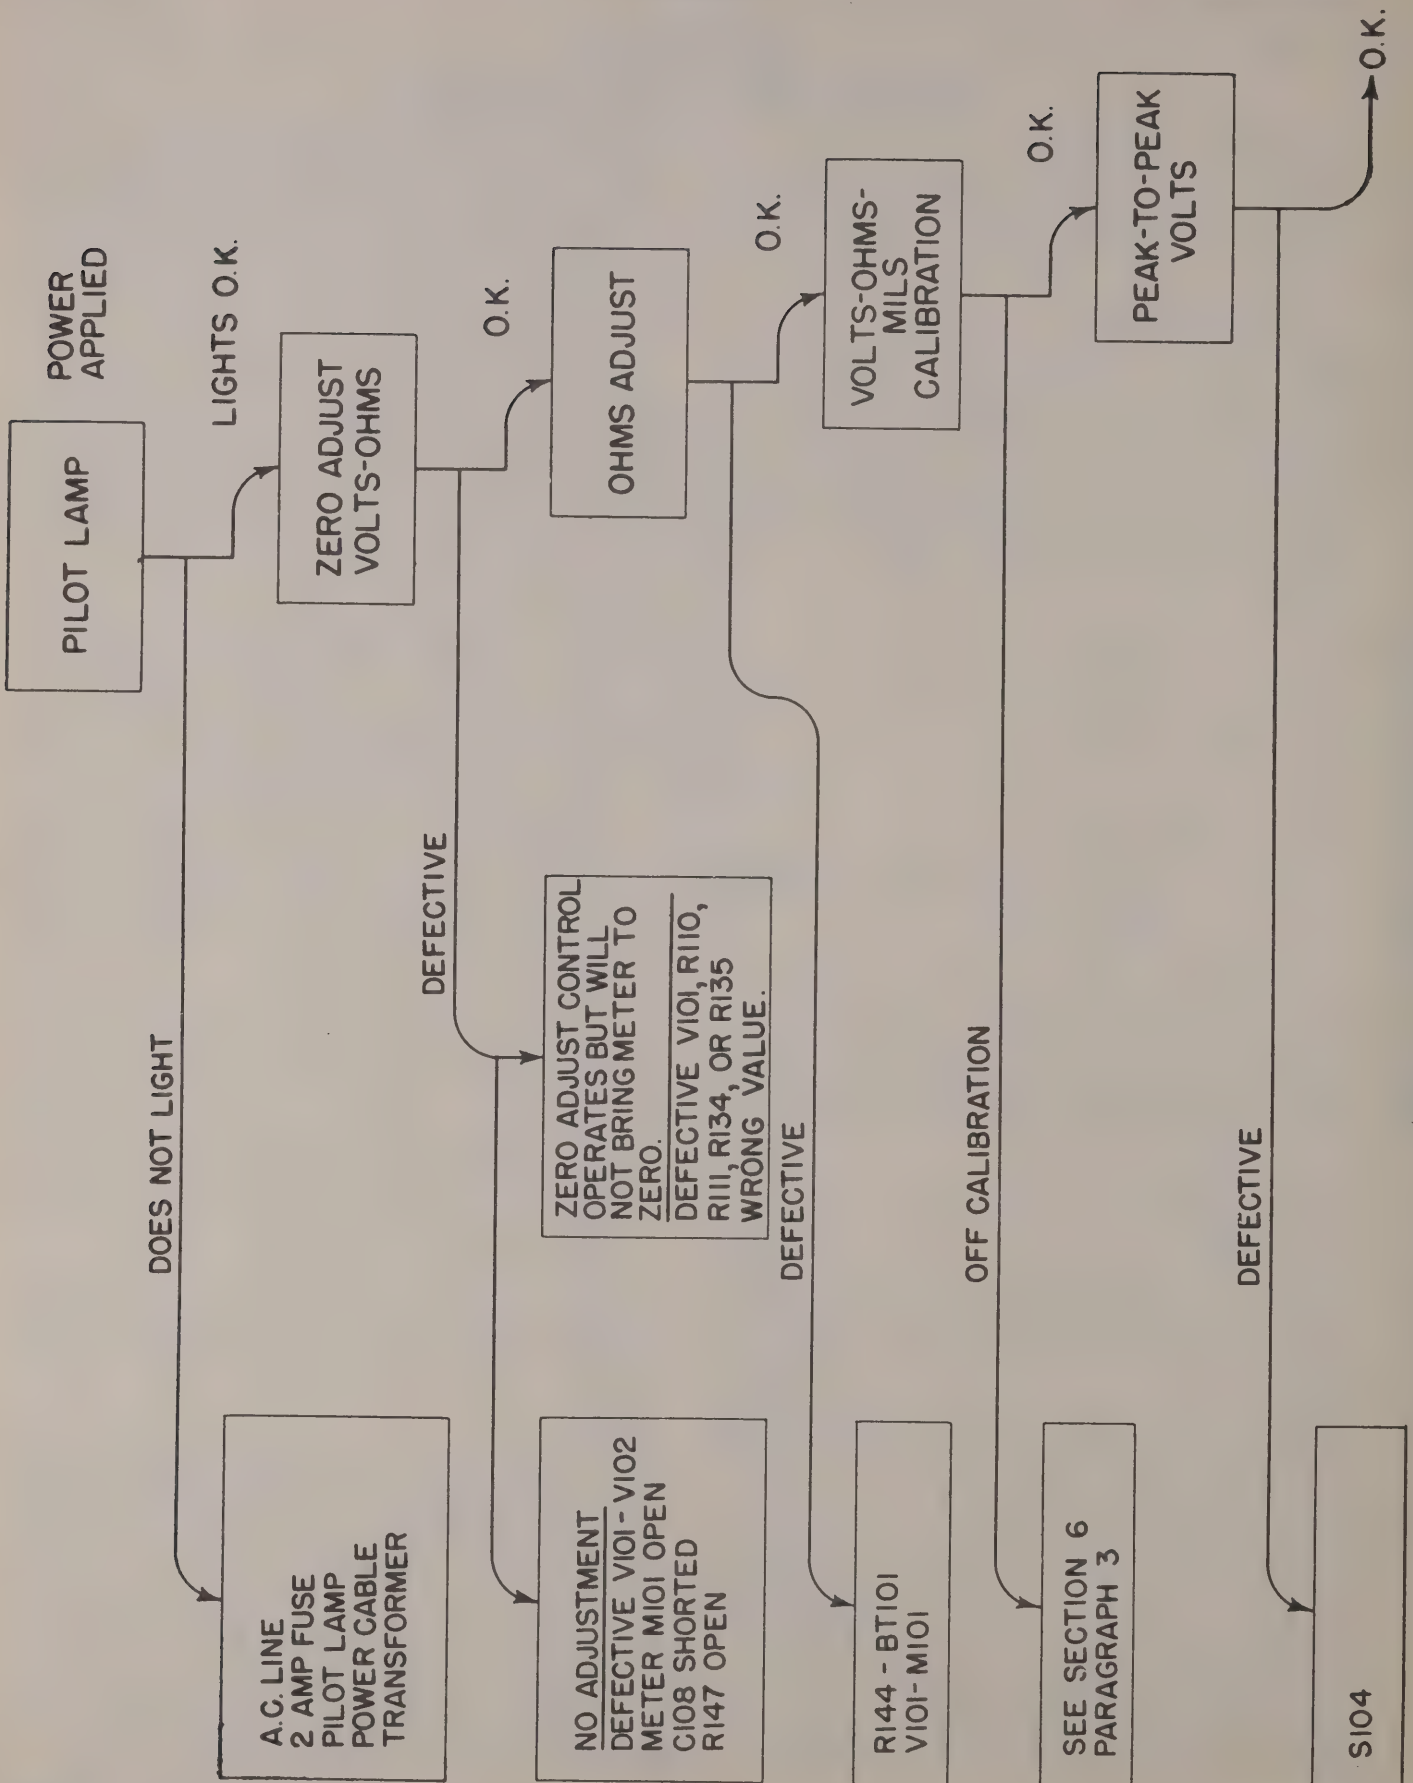 POWER
APPLIED
PILOT LAMP
LIGHTS O.K.
DOES NOT LIGHT
A.C. LINE
2 AMP FUSE
PILOT LAMP
POWER CABLE
TRANSFORMER
ZERO ADJUST
VOLTS-OHMS
O.K.
DEFECTIVE
ZERO ADJUST CONTROL
OPERATES BUT WILL
NOT BRING METER TO
ZERO.
DEFECTIVE V101, R110,
R111, R134, OR R135
WRONG VALUE.
NO ADJUSTMENT
DEFECTIVE V101-V102
METER M101 OPEN
C108 SHORTED
R147 OPEN
OHMS ADJUST
O.K.
DEFECTIVE
R144-BT101
V101-M101
VOLTS-OHMS-
MILS
CALIBRATION
O.K.
OFF CALIBRATION
SEE SECTION 6
PARAGRAPH 3
PEAK-TO-PEAK
VOLTS
O.K.
DEFECTIVE
S104